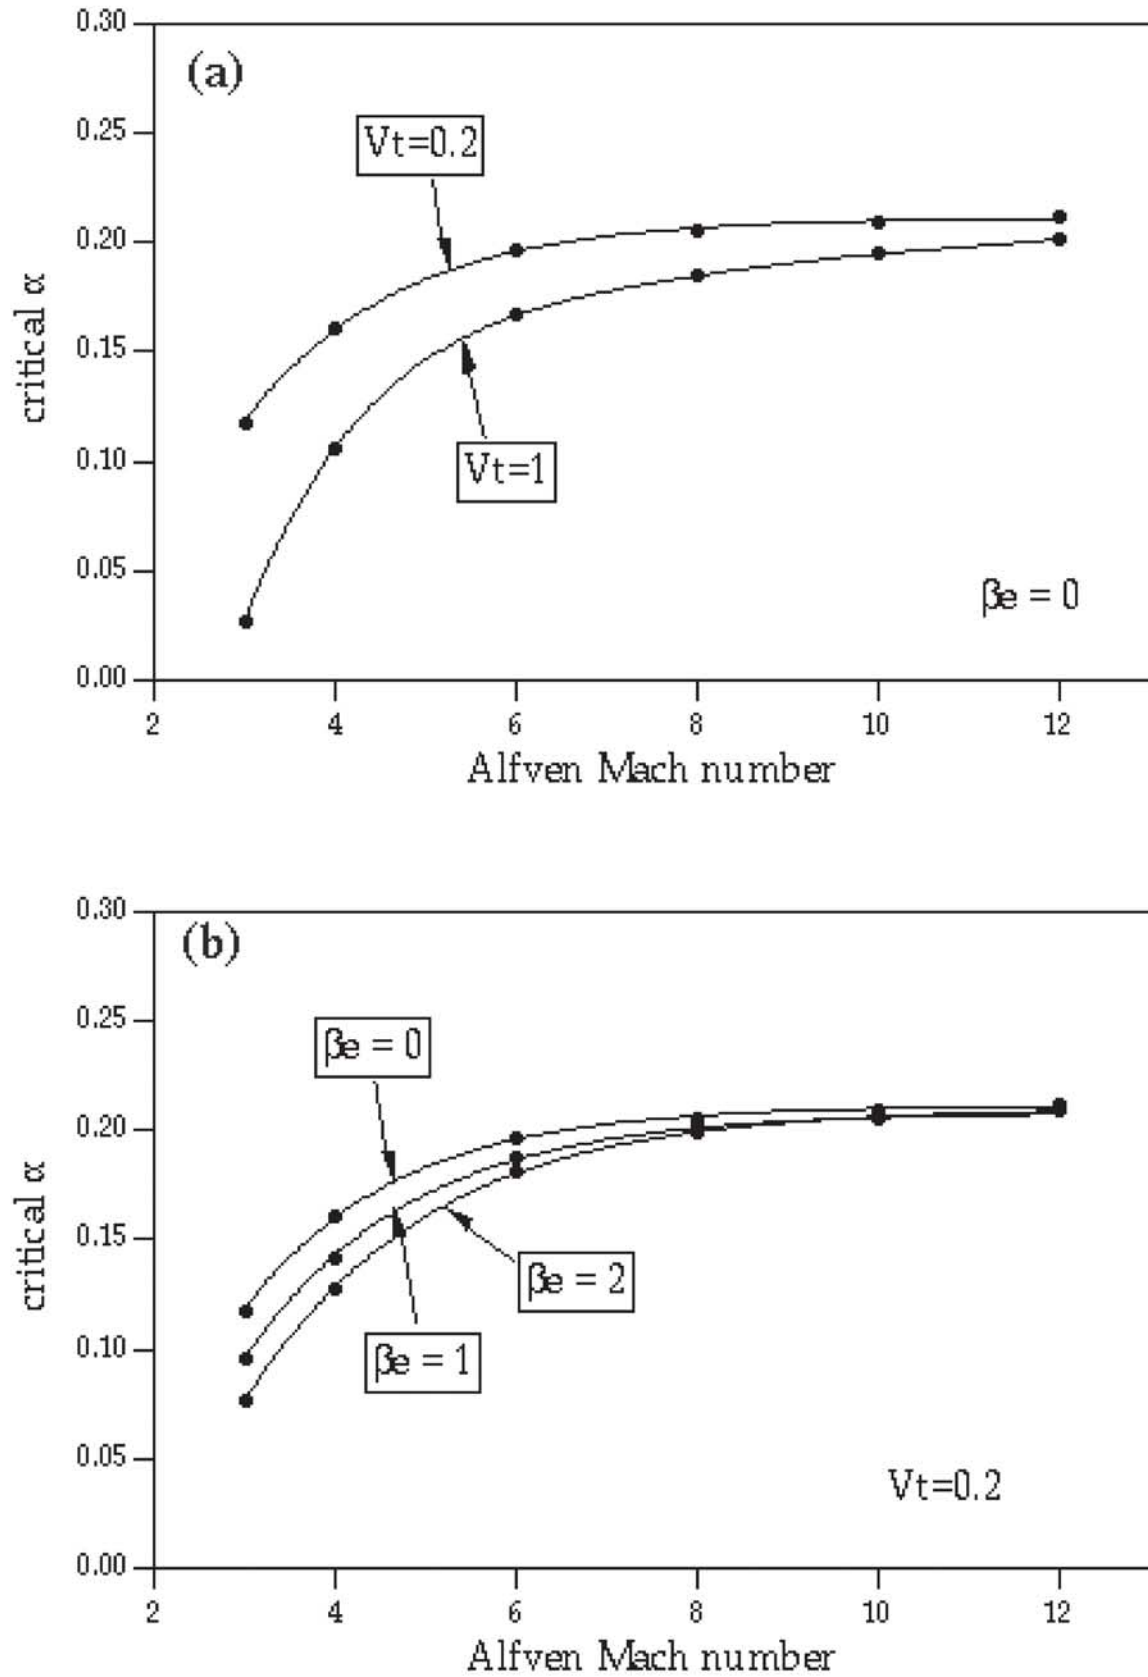 0.30
(a)
0.25
Vt=0.2
0.20
critical α
0.15
0.10
Vt=1
0.05
βe = 0
0.00
2 4 6 8 10 12
Alfven Mach number
0.30
(b)
0.25
βe = 0
0.20
critical α
0.15
βe = 2
0.10
βe = 1
0.05
Vt=0.2
0.00
2 4 6 8 10 12
Alfven Mach number